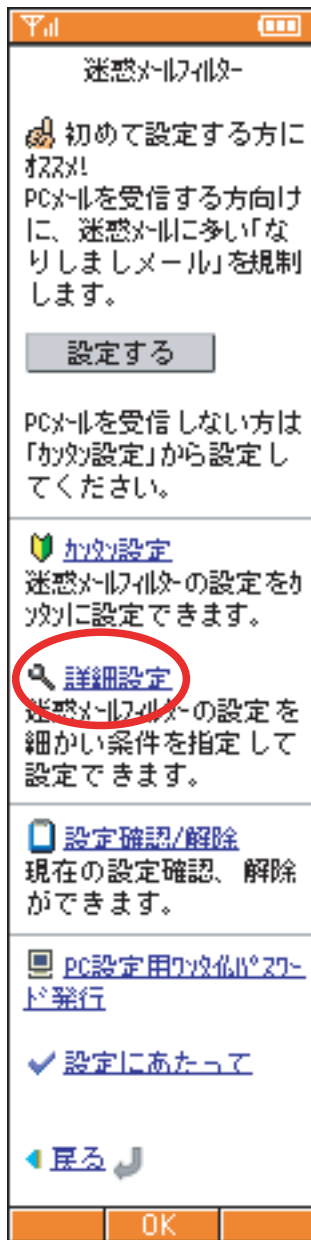 迷惑ﾒｰﾙﾌｨﾙﾀｰ
初めて設定する方に
ｵｽｽﾒ!
PCﾒｰﾙを受信する方向け
に、迷惑ﾒｰﾙに多い「な
りしましメール」を規制
します。
設定する
PCﾒｰﾙを受信しない方は
「ｶﾝﾀﾝ設定」から設定し
てください。
ｶﾝﾀﾝ設定
迷惑ﾒｰﾙﾌｨﾙﾀｰの設定をｶ
ﾝﾀﾝに設定できます。
詳細設定
迷惑ﾒｰﾙﾌｨﾙﾀｰの設定を
細かい条件を指定して
設定できます。
設定確認/解除
現在の設定確認、解除
ができます。
PC設定用ﾜﾝﾀｲﾑﾊﾟｽﾜｰ
ﾄﾞ発行
設定にあたって
戻る
OK